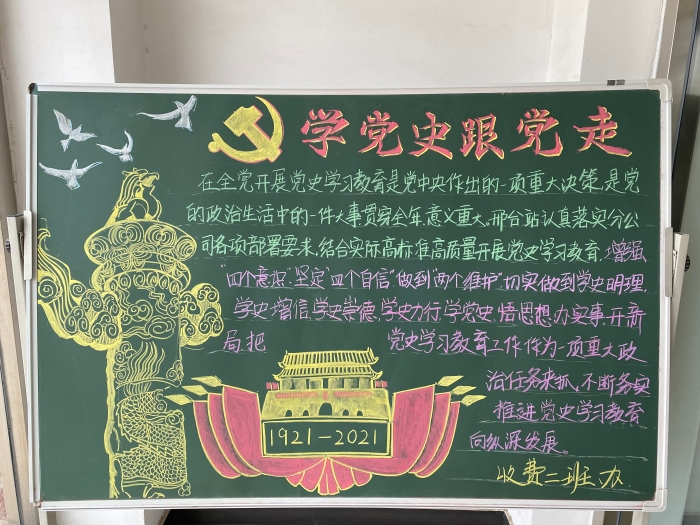 学党史跟党走
在全党开展党史学习教育是党中央作出的一项重大决策,是党
的政治生活中的一件大事贯穿全年,意义重大。邢台站认真落实分公
司各项部署要求,结合实际高标准高质量开展党史学习教育,增强
"四个意识"坚定"四个自信"做到"两个维护",切实做到学史明理,
学史增信,学史崇德,学史力行,学党史 悟思想,办实事,开新
局,把 党史学习教育工作作为一项重大政
治任务来抓,不断务实
推进党史学习教育
向纵深发展。
1921-2021
收费二班 办